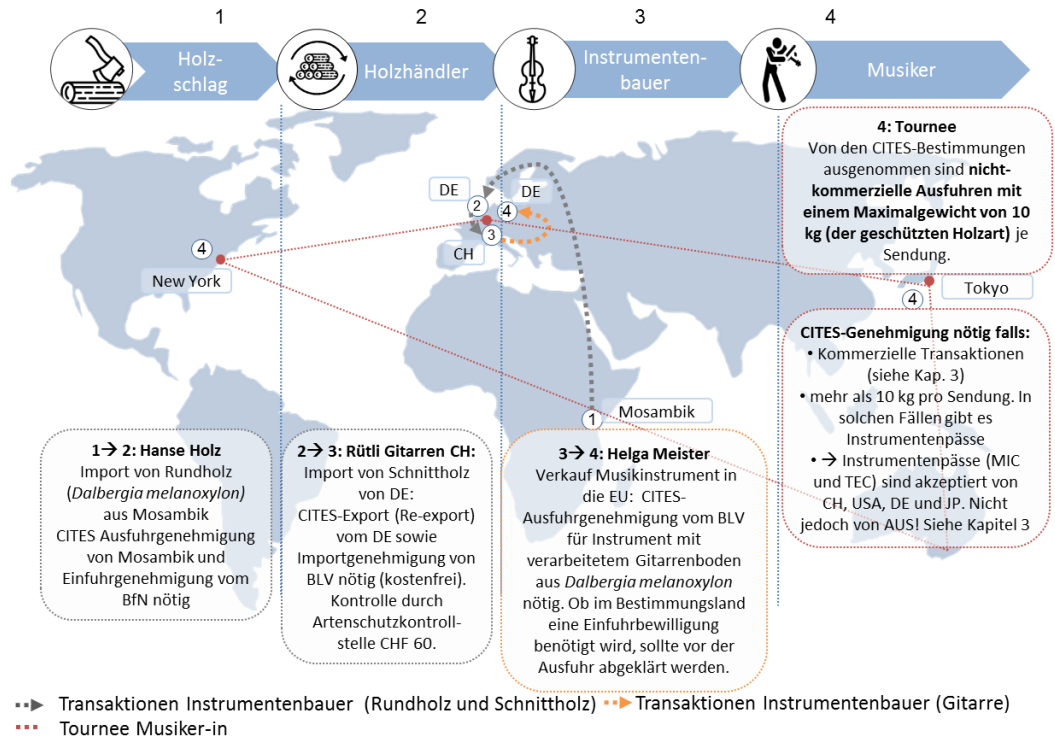 1
2
3
4
Holz-
schlag
Holzhändler
Instrumenten-
bauer
Musiker
4: Tournee
Von den CITES-Bestimmungen
ausgenommen sind nicht-
kommerzielle Ausfuhren mit
einem Maximalgewicht von 10
kg (der geschützten Holzart) je
Sendung.
DE
2
4
DE
3
CH
4
New York
4
Tokyo
1
Mosambik
CITES-Genehmigung nötig falls:
• Kommerzielle Transaktionen
(siehe Kap. 3)
• mehr als 10 kg pro Sendung. In
solchen Fällen gibt es
Instrumentenpässe
• → Instrumentenpässe (MIC
und TEC) sind akzeptiert von
CH, USA, DE und JP. Nicht
jedoch von AUS! Siehe Kapitel 3
1→ 2: Hanse Holz
Import von Rundholz
(Dalbergia melanoxylon)
aus Mosambik
CITES Ausfuhrgenehmigung
von Mosambik und
Einfuhrgenehmigung vom
BfN nötig
2→ 3: Rütli Gitarren CH:
Import von Schnittholz
von DE:
CITES-Export (Re-export)
vom DE sowie
Importgenehmigung von
BLV nötig (kostenfrei).
Kontrolle durch
Artenschutzkontroll-
stelle CHF 60.
3→ 4: Helga Meister
Verkauf Musikinstrument in
die EU: CITES-
Ausfuhrgenehmigung vom BLV
für Instrument mit
verarbeitetem Gitarrenboden
aus Dalbergia melanoxylon
nötig. Ob im Bestimmungsland
eine Einfuhrbewilligung
benötigt wird, sollte vor der
Ausfuhr abgeklärt werden.
Transaktionen Instrumentenbauer (Rundholz und Schnittholz)
Transaktionen Instrumentenbauer (Gitarre)
Tournee Musiker-in